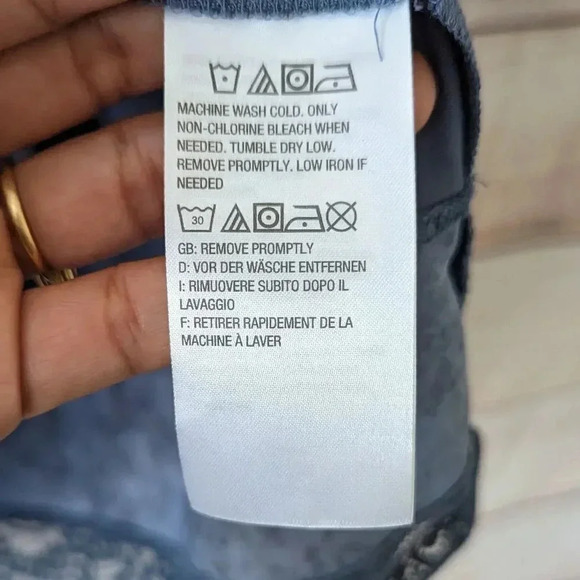 MACHINE WASH COLD. ONLY
NON-CHLORINE BLEACH WHEN
NEEDED. TUMBLE DRY LOW.
REMOVE PROMPTLY. LOW IRON IF
NEEDED
30
GB: REMOVE PROMPTLY
D: VOR DER WÄSCHE ENTFERNEN
I: RIMUOVERE SUBITO DOPO IL
LAVAGGIO
F: RETIRER RAPIDEMENT DE LA
MACHINE À LAVER